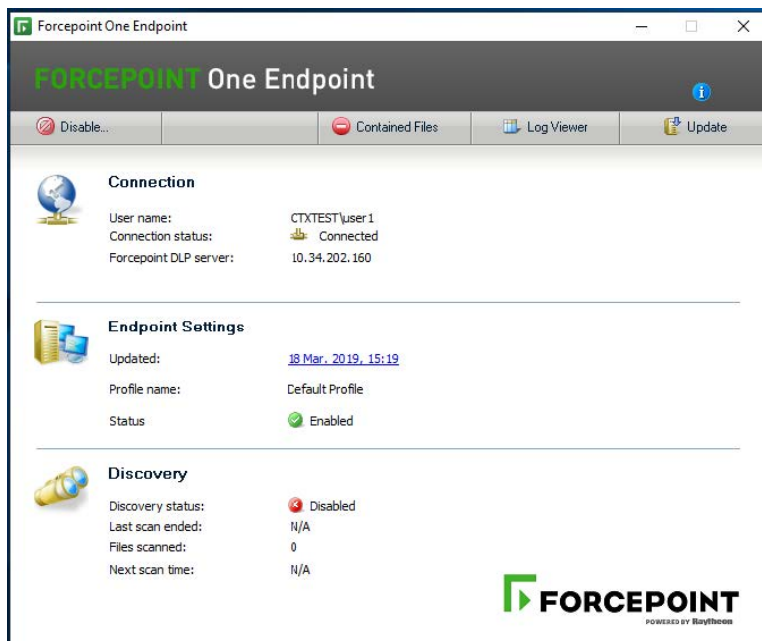 Forcepoint One Endpoint
FORCEPOINT One Endpoint
Disable... Contained Files Log Viewer Update
Connection
User name: CTXTEST\user1
Connection status: Connected
Forcepoint DLP server: 10.34.202.160
Endpoint Settings
Updated: 18 Mar. 2019, 15:19
Profile name: Default Profile
Status Enabled
Discovery
Discovery status: Disabled
Last scan ended: N/A
Files scanned: 0
Next scan time: N/A
FORCEPOINT
POWERED BY Raytheon